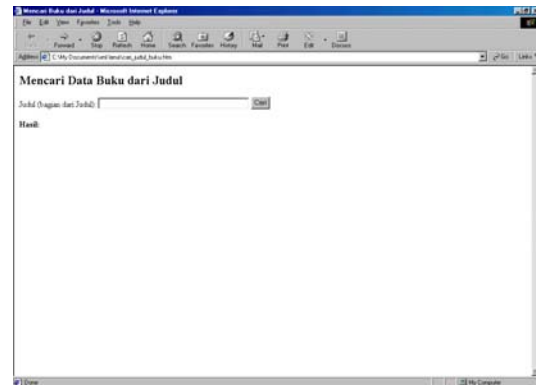 Mencari Buku dari Judul - Microsoft Internet Explorer
File Edit View Favorites Tools Help
Forward Stop Refresh Home Search Favorites History Mail Print Edit Discuss
Address Go Links
Mencari Data Buku dari Judul
Judul (bagian dari Judul): Cari
Hasil:
Done My Computer